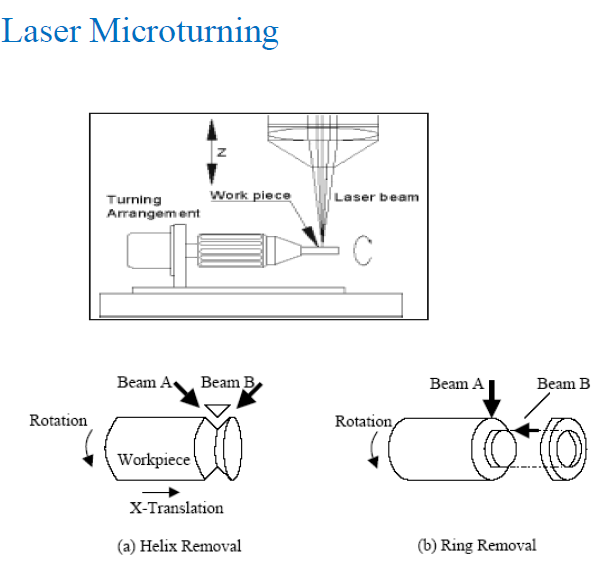 Laser Microturning
Z
Turning
Arrangement
Work piece
Laser beam
Beam A
Beam B
Rotation
Workpiece
X-Translation
(a) Helix Removal
Beam A
Beam B
Rotation
(b) Ring Removal